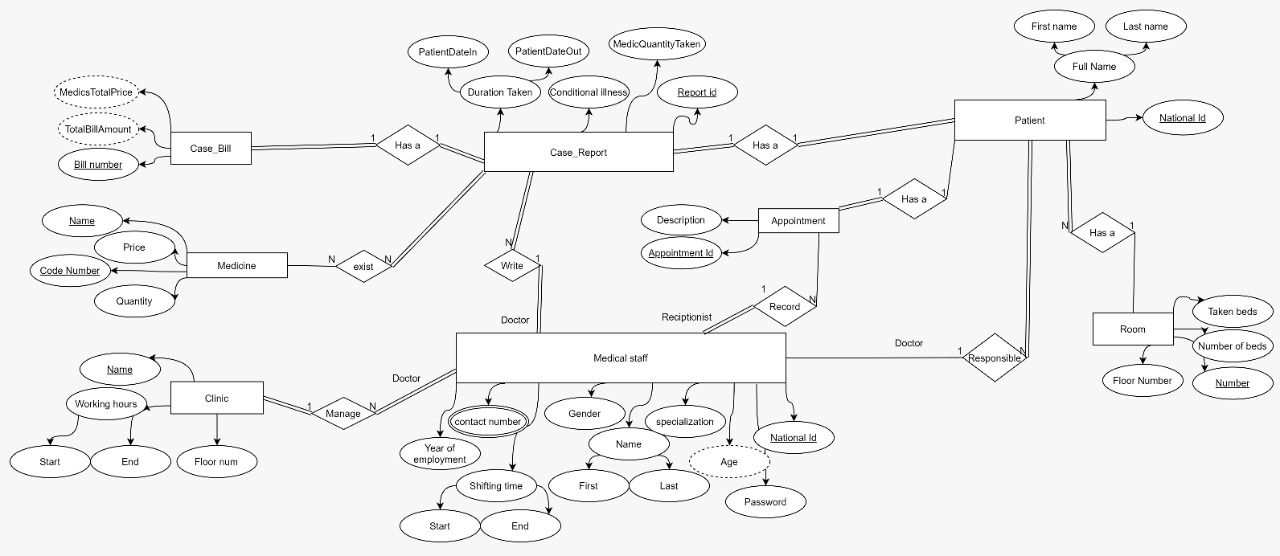 First name
Last name
PatientDateIn
PatientDateOut
MedicQuantityTaken
Full Name
MedicsTotalPrice
Duration Taken
Conditional illness
Report id
Patient
National Id
TotalBillAmount
1
1
1
1
Case_Bill
Has a
Case_Report
Has a
Bill number
1
1
Name
Description
Appointment
Has a
N
1
Price
N
Has a
Appointment Id
Code Number
Medicine
N
exist
N
Write
1
Quantity
1
N
Record
Taken beds
Doctor
Reciptionist
Room
Number of beds
Doctor
Medical staff
1
Responsible
N
Name
Doctor
Floor Number
Number
Working hours
Clinic
1
Manage
N
contact number
Gender
specialization
National Id
Name
Year of
employment
Start
End
Floor num
Age
Shifting time
First
Last
Password
Start
End